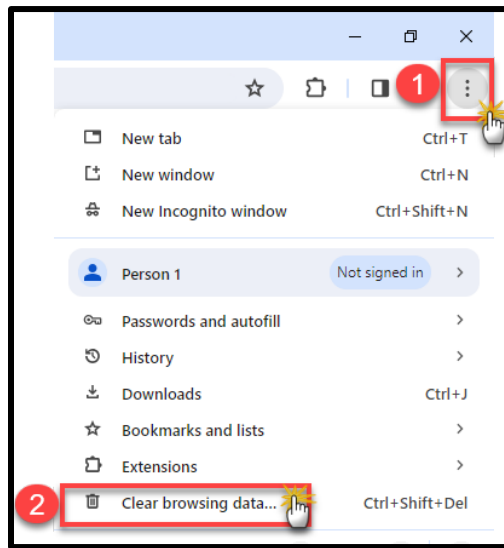 1
New tab Ctrl+T
New window Ctrl+N
New Incognito window Ctrl+Shift+N
Person 1 Not signed in
Passwords and autofill
History
Downloads Ctrl+J
Bookmarks and lists
Extensions
2 Clear browsing data... Ctrl+Shift+Del